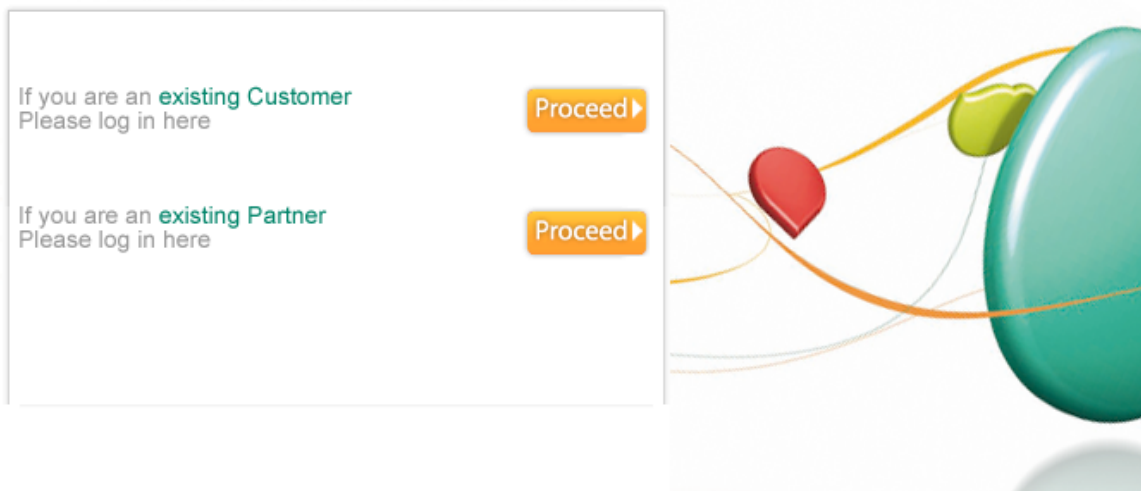 If you are an existing Customer
Please log in here
Proceed
If you are an existing Partner
Please log in here
Proceed